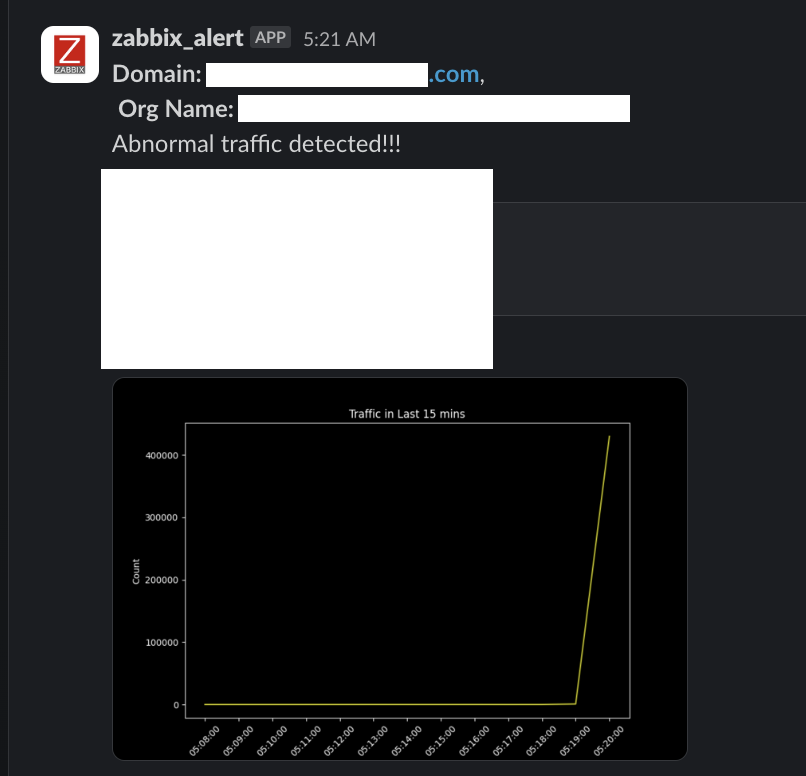 Z
ZABBIX
zabbix_alert APP 5:21 AM
Domain: .com,
Org Name:
Abnormal traffic detected!!!
Traffic in Last 15 mins
400000
300000
200000
100000
0
Count
05:08:00 05:09:00 05:10:00 05:11:00 05:12:00 05:13:00 05:14:00 05:15:00 05:16:00 05:17:00 05:18:00 05:19:00 05:20:00